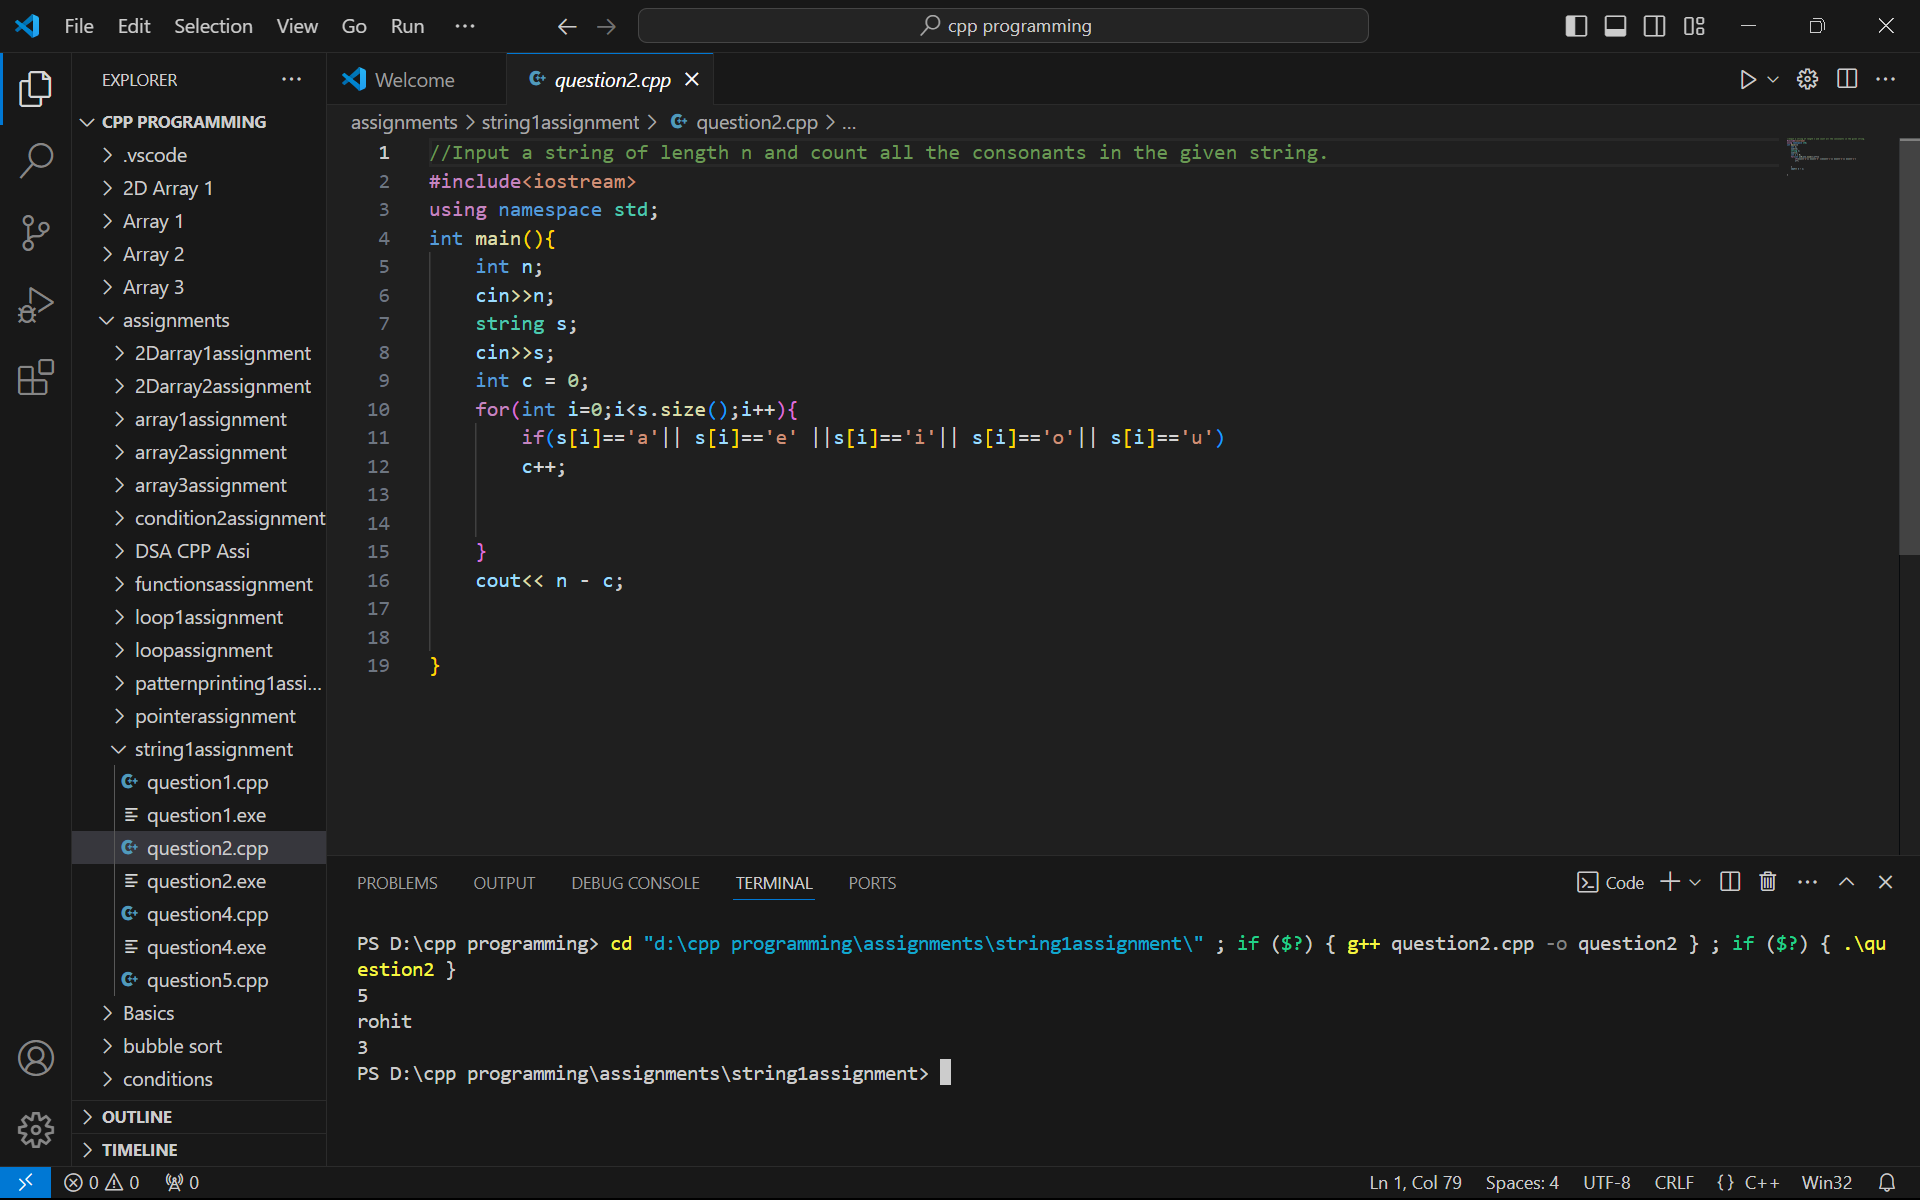 File Edit Selection View Go Run ···
cpp programming
EXPLORER ···
CPP PROGRAMMING
.vscode
2D Array 1
Array 1
Array 2
Array 3
assignments
2Darray1assignment
2Darray2assignment
array1assignment
array2assignment
array3assignment
condition2assignment
DSA CPP Assi
functionsassignment
loop1assignment
loopassignment
patternprinting1assi...
pointerassignment
string1assignment
question1.cpp
question1.exe
question2.cpp
question2.exe
question4.cpp
question4.exe
question5.cpp
Basics
bubble sort
conditions
OUTLINE
TIMELINE
Welcome question2.cpp
assignments > string1assignment > question2.cpp > ...
1 //Input a string of length n and count all the consonants in the given string.
2 #include<iostream>
3 using namespace std;
4 int main(){
5 int n;
6 cin>>n;
7 string s;
8 cin>>s;
9 int c = 0;
10 for(int i=0;i<s.size();i++){
11 if(s[i]=='a'|| s[i]=='e' ||s[i]=='i'|| s[i]=='o'|| s[i]=='u')
12 c++;
13
14
15 }
16 cout<< n - c;
17
18
19 }
PROBLEMS OUTPUT DEBUG CONSOLE TERMINAL PORTS
Code
PS D:\cpp programming> cd "d:\cpp programming\assignments\string1assignment\" ; if ($?) { g++ question2.cpp -o question2 } ; if ($?) { .\qu
estion2 }
5
rohit
3
PS D:\cpp programming\assignments\string1assignment>
0 0 0
Ln 1, Col 79 Spaces: 4 UTF-8 CRLF {} C++ Win32